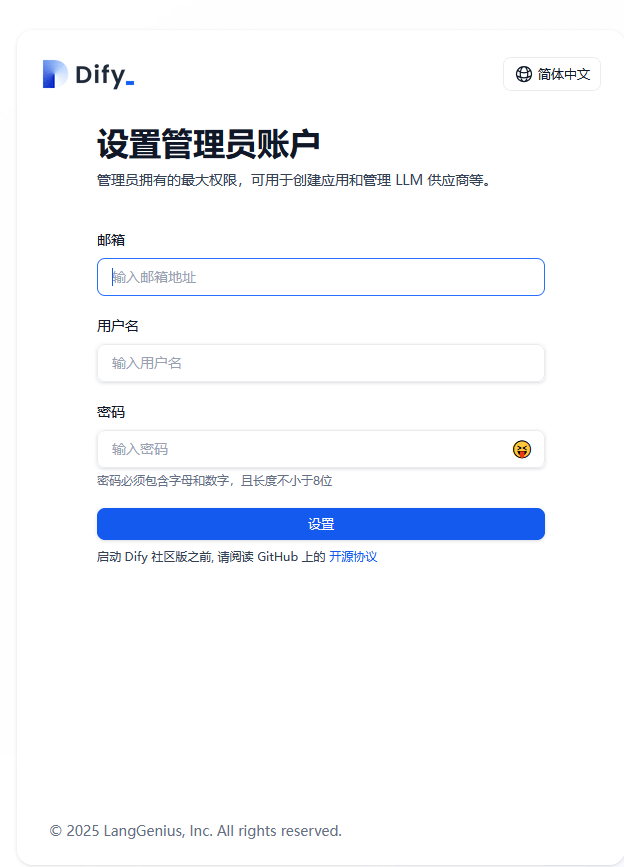 Dify_
简体中文
设置管理员账户
管理员拥有的最大权限，可用于创建应用和管理 LLM 供应商等。
邮箱
输入邮箱地址
用户名
输入用户名
密码
输入密码
密码必须包含字母和数字，且长度不小于8位
设置
启动 Dify 社区版之前, 请阅读 GitHub 上的 开源协议
© 2025 LangGenius, Inc. All rights reserved.